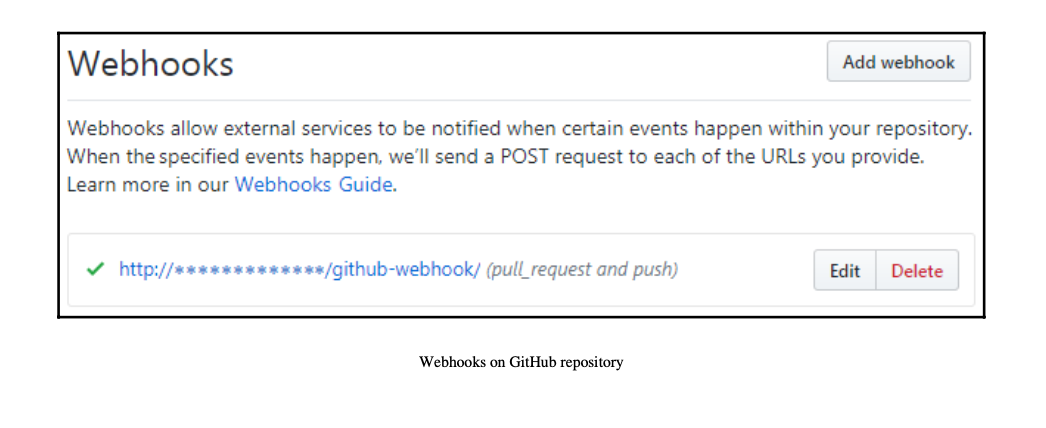 Webhooks
Add webhook
Webhooks allow external services to be notified when certain events happen within your repository.
When the specified events happen, we'll send a POST request to each of the URLs you provide.
Learn more in our Webhooks Guide.
http://*************/github-webhook/ (pull_request and push)
Edit
Delete
Webhooks on GitHub repository